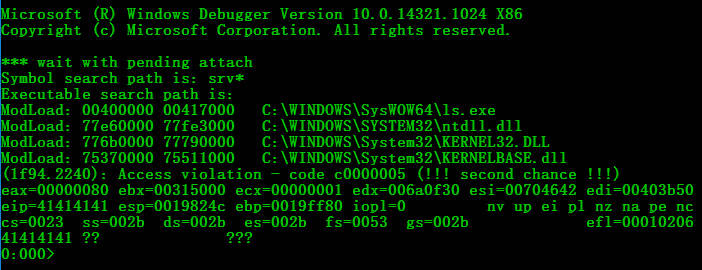 Microsoft (R) Windows Debugger Version 10.0.14321.1024 X86
Copyright (c) Microsoft Corporation. All rights reserved.
*** wait with pending attach
Symbol search path is: srv*
Executable search path is:
ModLoad: 00400000 00417000   C:\WINDOWS\SysWOW64\ls.exe
ModLoad: 77e60000 77fe3000   C:\WINDOWS\SYSTEM32\ntdll.dll
ModLoad: 776b0000 77790000   C:\WINDOWS\System32\KERNEL32.DLL
ModLoad: 75370000 75511000   C:\WINDOWS\System32\KERNELBASE.dll
(1f94.2240): Access violation - code c0000005 (!!! second chance !!!)
eax=00000080 ebx=00315000 ecx=00000001 edx=006a0f30 esi=00704642 edi=00403b50
eip=41414141 esp=0019824c ebp=0019ff80 iopl=0         nv up ei pl nz na pe nc
cs=0023  ss=002b  ds=002b  es=002b  fs=0053  gs=002b             efl=00010206
41414141 ??              ???
0:000>